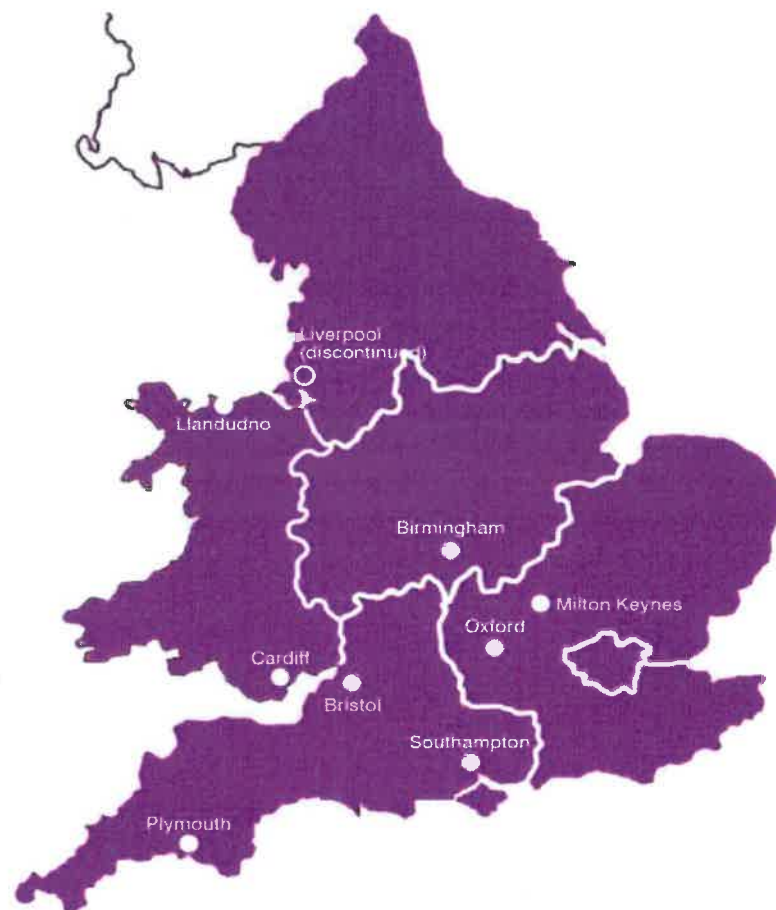 Liverpool
(discontinued)
Llandudno
Birmingham
Milton Keynes
Oxford
Cardiff
Bristol
Southampton
Plymouth